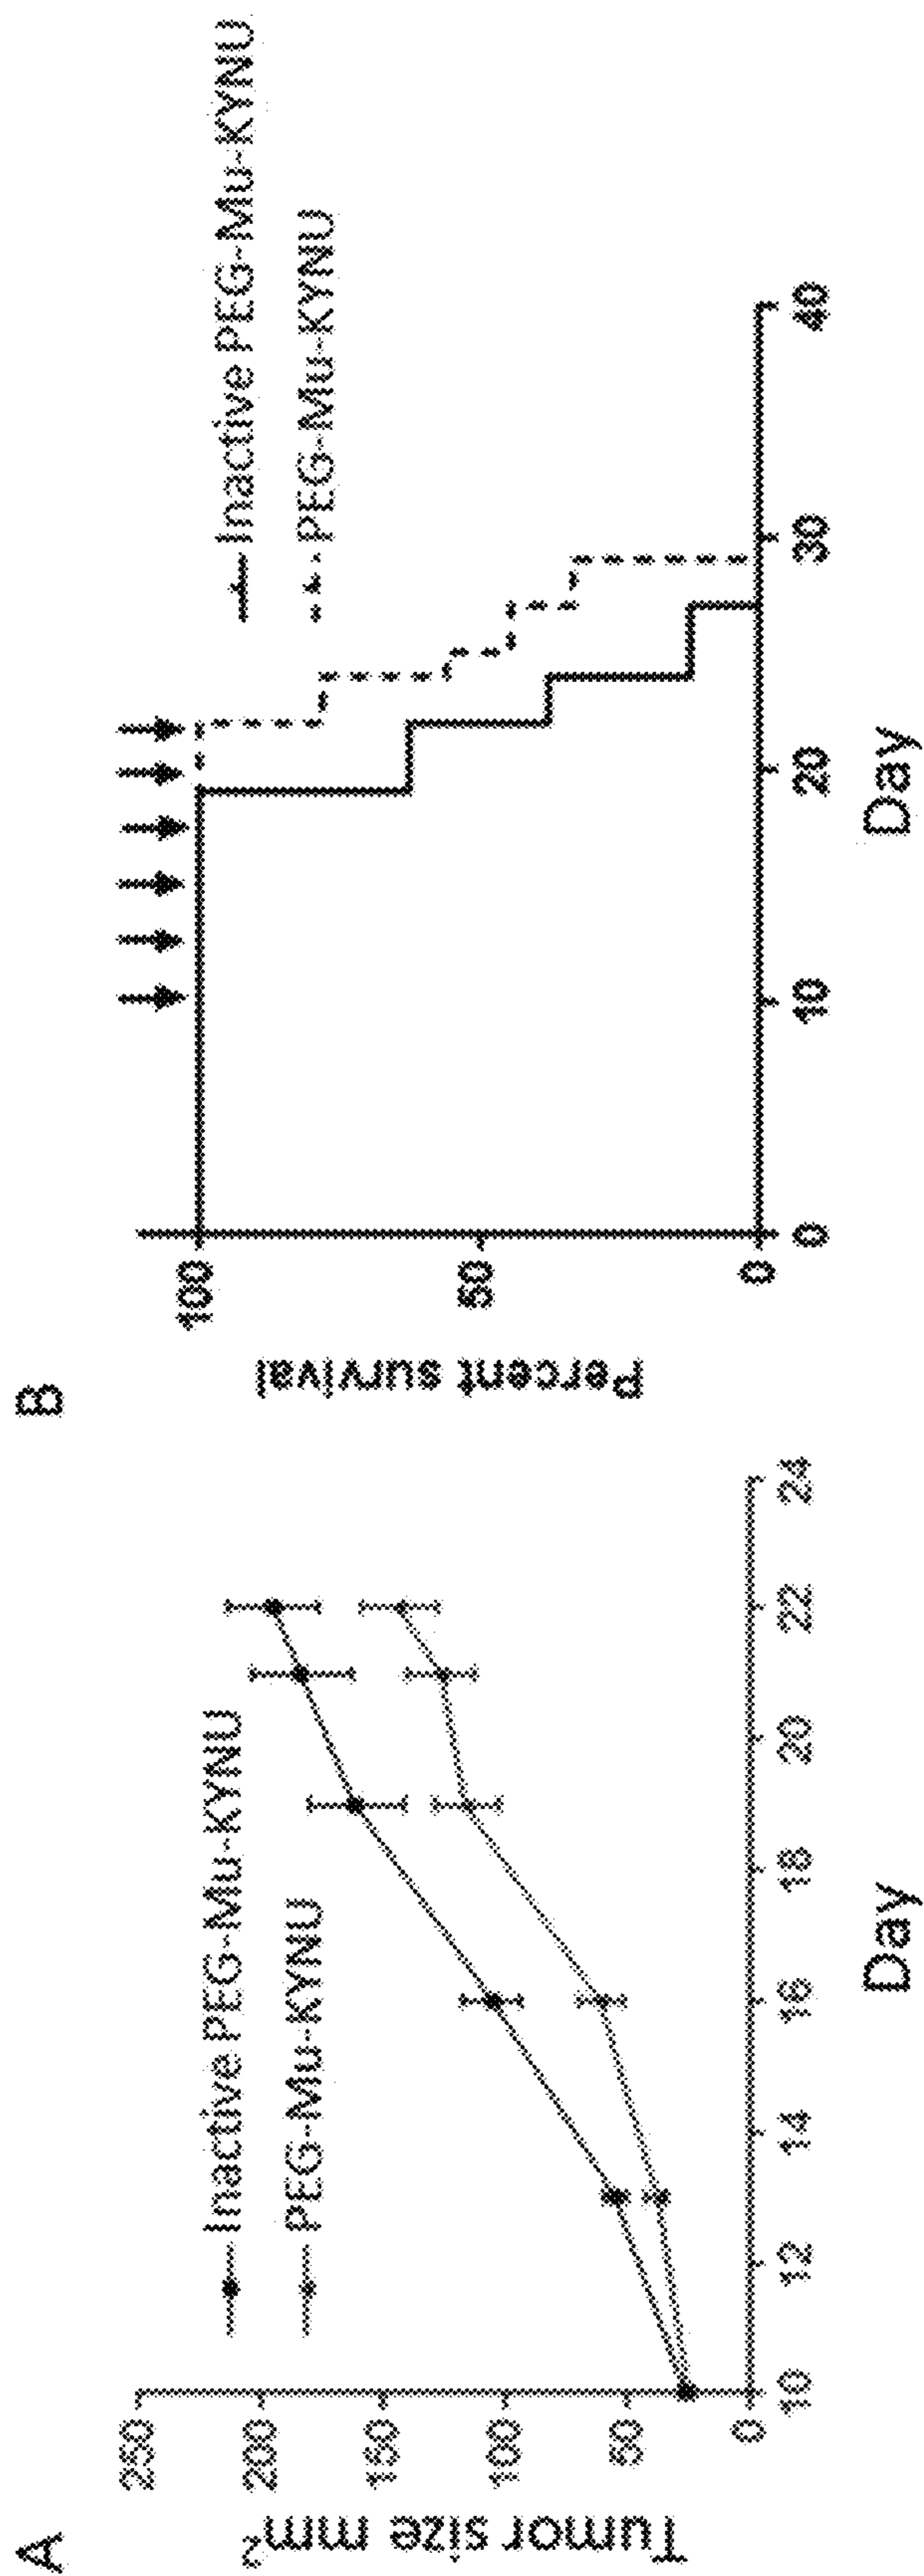 A
Tumor size mm2
250
200
150
100
50
0
10
12
14
16
18
20
22
24
Day
Inactive PEG-Mu-KYNU
PEG-Mu-KYNU
B
Percent survival
100
50
0
0
10
20
30
40
Day
Inactive PEG-Mu-KYNU
PEG-Mu-KYNU